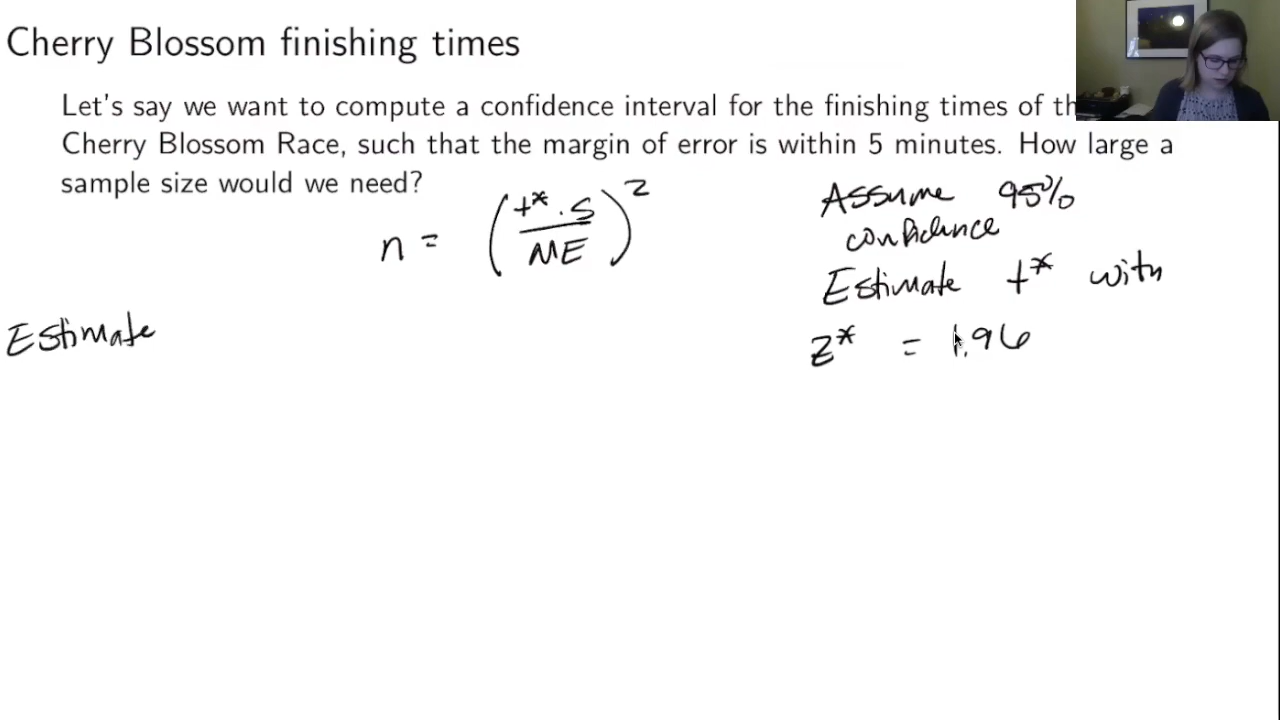 Cherry Blossom finishing times
Let's say we want to compute a confidence interval for the finishing times of th
Cherry Blossom Race, such that the margin of error is within 5 minutes. How large a
sample size would we need?
n = (t* · S / ME)²
Assume 95%
confidence
Estimate t* with
z* = 1.96
Estimate